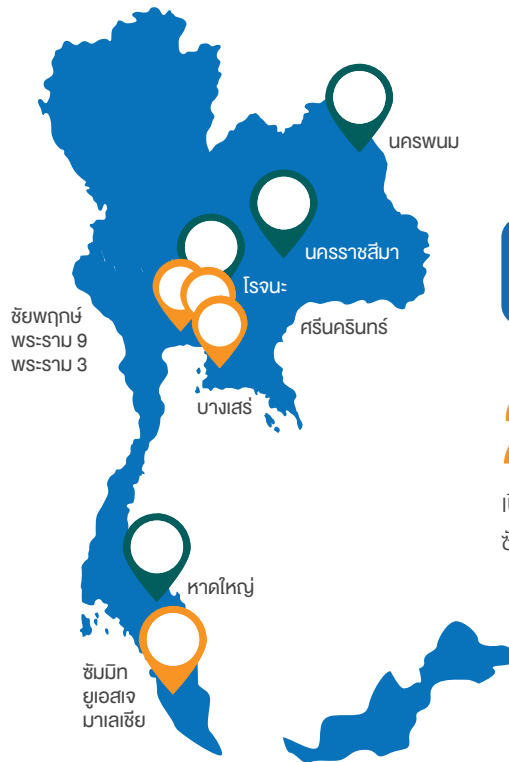 นครพนม
นครราชสีมา
โรจนะ
ชัยพฤกษ์
พระราม 9
พระราม 3
ศรีนครินทร์
บางเสร่
หาดใหญ่
ซัมมิท
ยูเอสเจ
มาเลเซีย